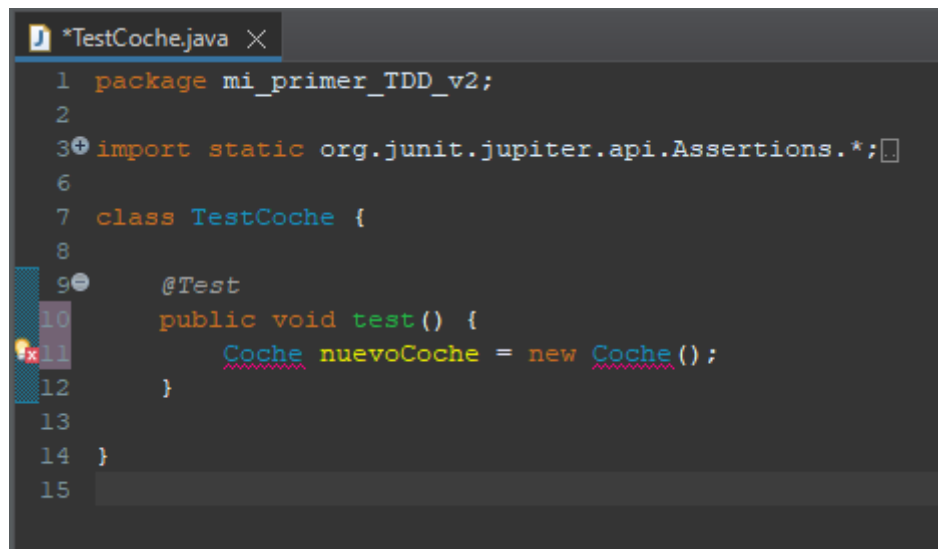 *TestCoche.java
1 package mi_primer_TDD_v2;
2
3 import static org.junit.jupiter.api.Assertions.*;
6
7 class TestCoche {
8
9 @Test
10 public void test() {
11 Coche nuevoCoche = new Coche();
12 }
13
14 }
15